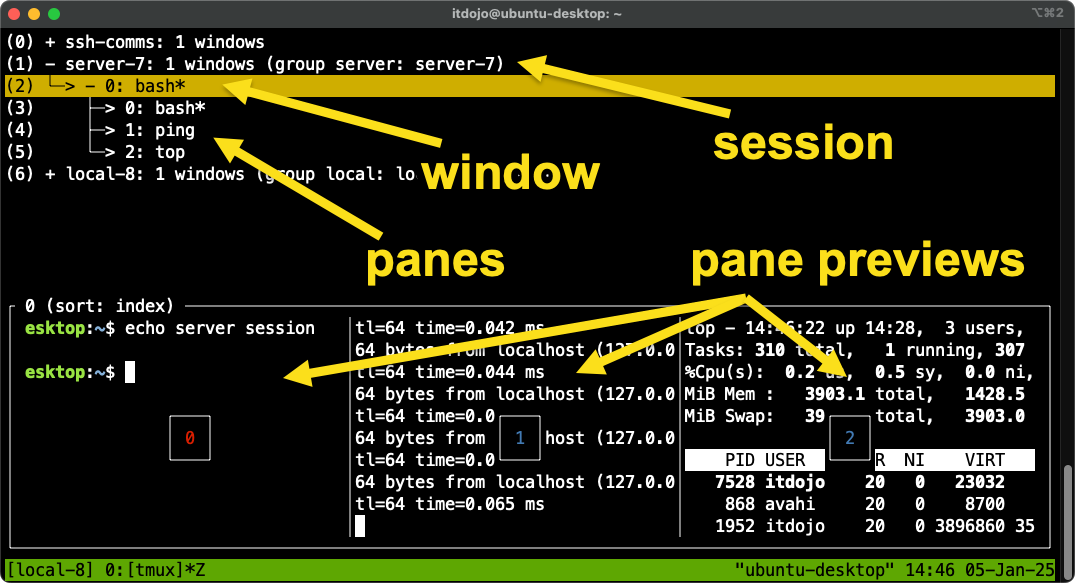 itdojo@ubuntu-desktop: ~
⌥⌘2
(0) + ssh-comms: 1 windows
(1) - server-7: 1 windows (group server: server-7)
(2) └─> - 0: bash*
(3) ├─> 0: bash*
(4) ├─> 1: ping
(5) └─> 2: top
(6) + local-8: 1 windows (group local: lo
session
window
panes
pane previews
0 (sort: index)
esktop:~$ echo server session
esktop:~$
0
tl=64 time=0.042 ms
64 bytes from localhost (127.0.0
tl=64 time=0.044 ms
64 bytes from localhost (127.0.0
tl=64 time=0.0
64 bytes from host (127.0.0
tl=64 time=0.0
64 bytes from localhost (127.0.0
tl=64 time=0.065 ms
1
top - 14:46:22 up 14:28, 3 users,
Tasks: 310 total, 1 running, 307
%Cpu(s): 0.2 us, 0.5 sy, 0.0 ni,
MiB Mem : 3903.1 total, 1428.5
MiB Swap: 39 total, 3903.0
2
PID USER R NI VIRT
7528 itdojo 20 0 23032
868 avahi 20 0 8700
1952 itdojo 20 0 3896860 35
[local-8] 0:[tmux]*Z
"ubuntu-desktop" 14:46 05-Jan-25